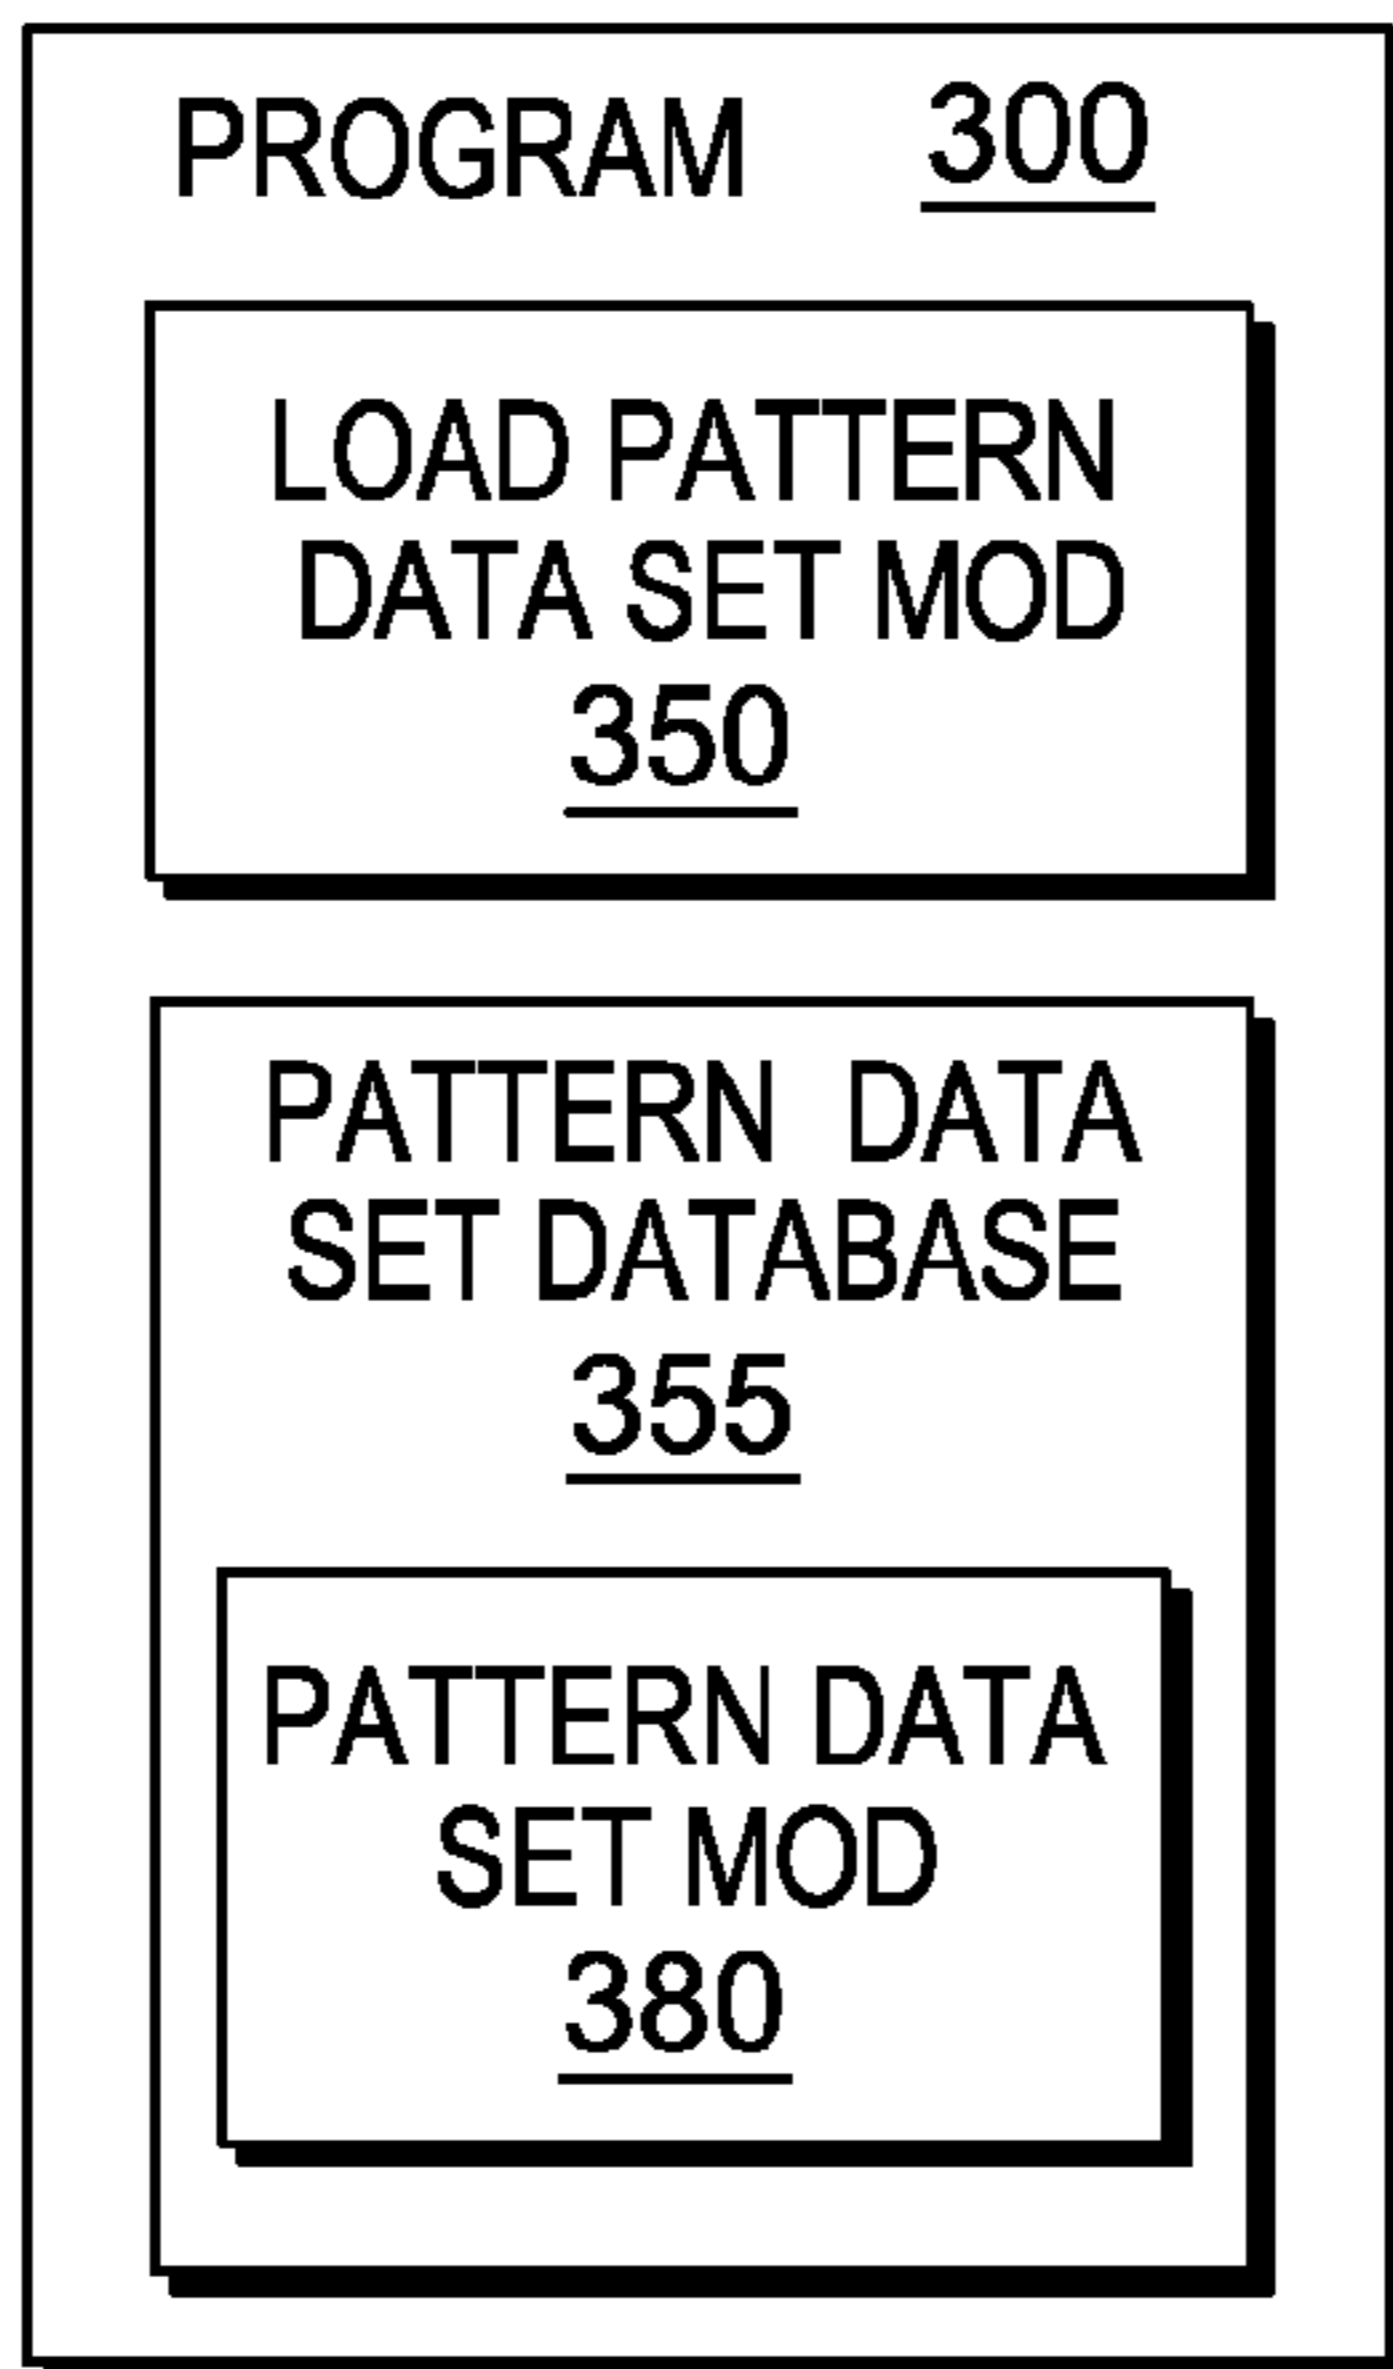 PROGRAM 300
LOAD PATTERN
DATA SET MOD
350
PATTERN DATA
SET DATABASE
355
PATTERN DATA
SET MOD
380